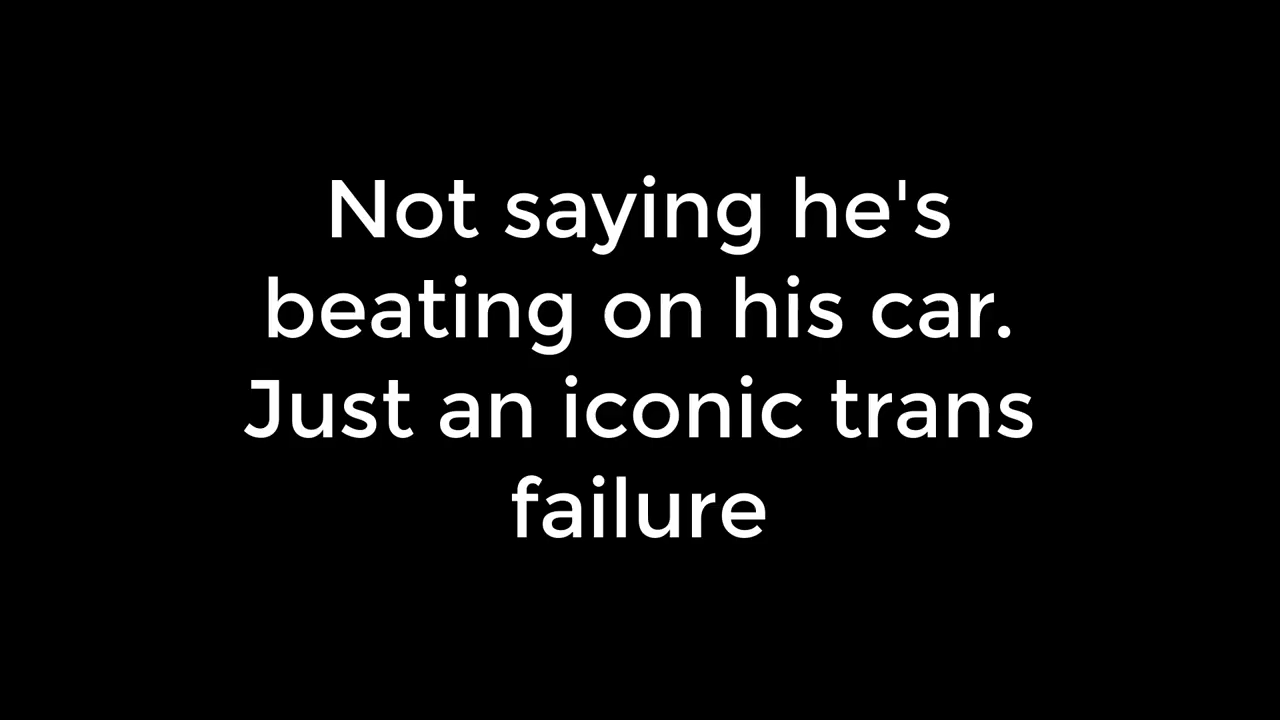 Not saying he's
beating on his car.
Just an iconic trans
failure